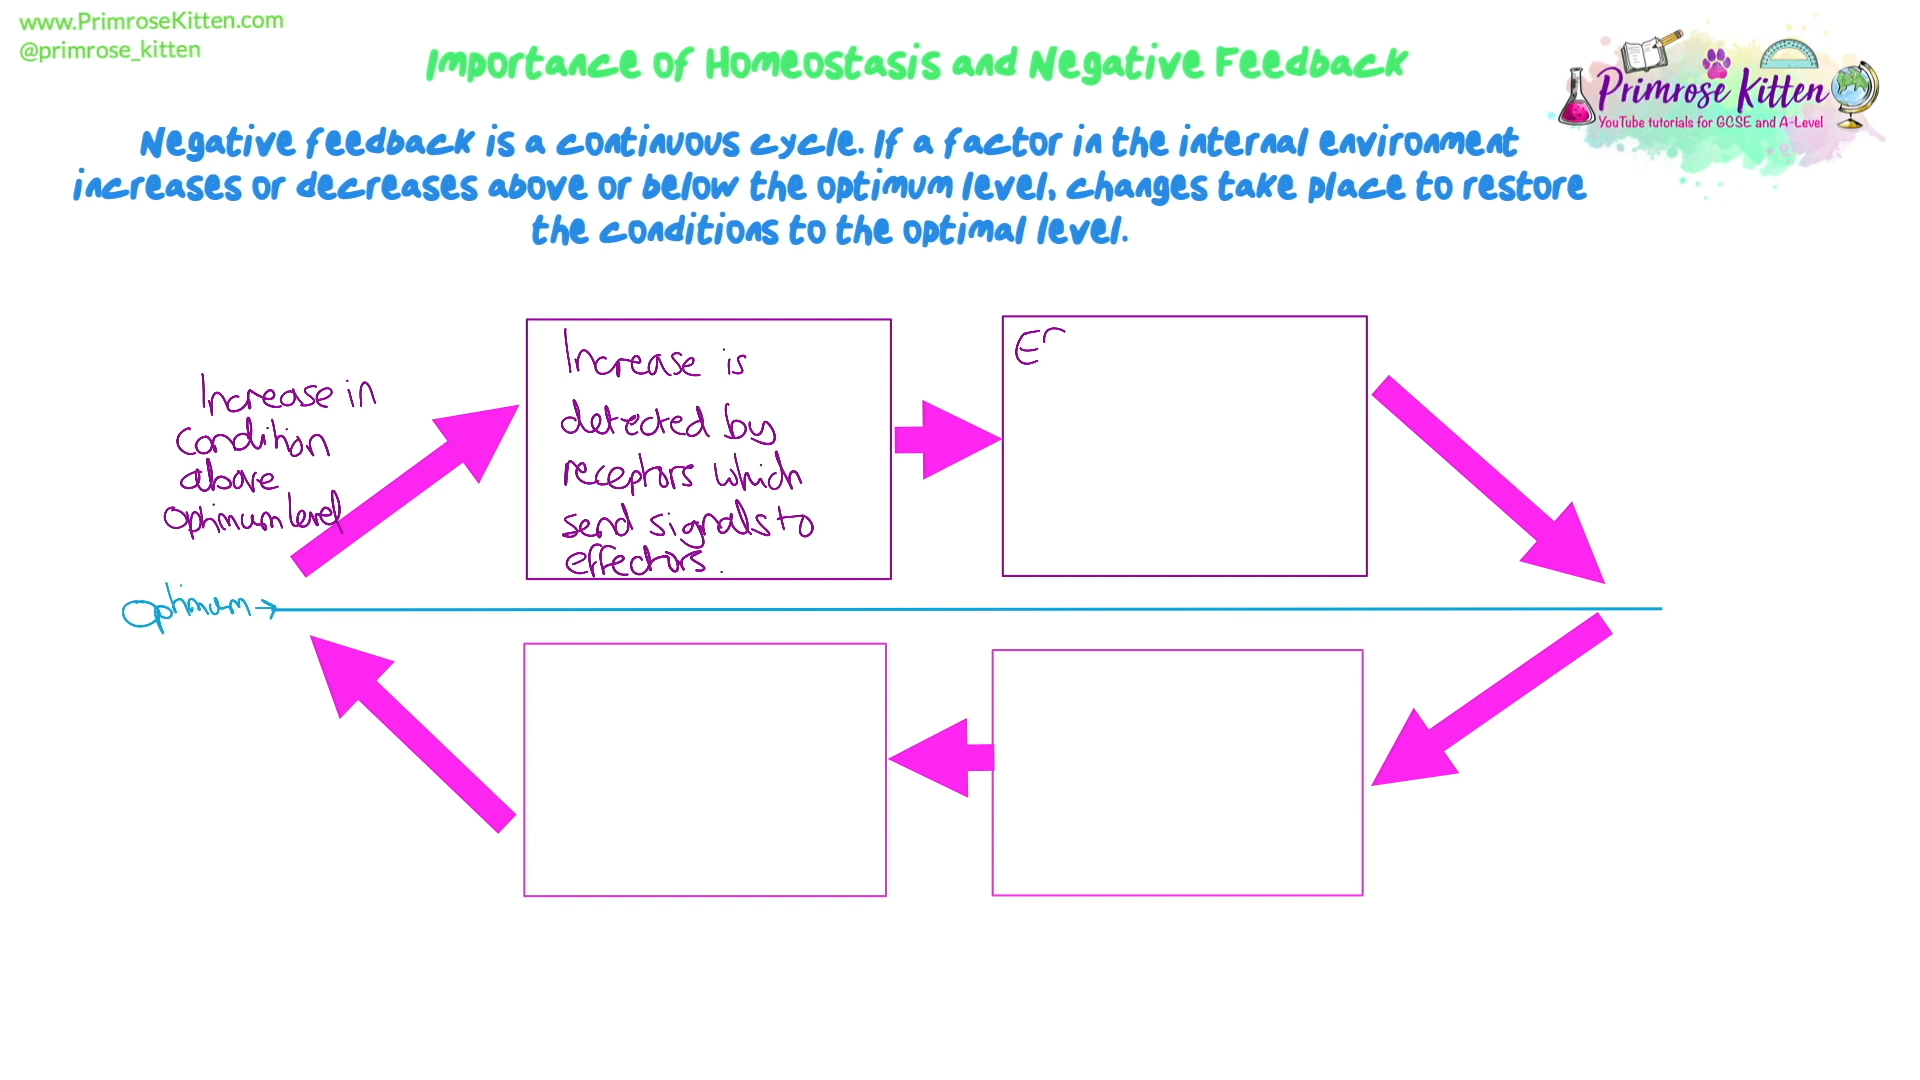 www.PrimroseKitten.com
@primrose_kitten
Importance of Homeostasis and Negative Feedback
Primrose Kitten
YouTube tutorials for GCSE and A-Level
Negative feedback is a continuous cycle. If a factor in the internal environment
increases or decreases above or below the optimum level, changes take place to restore
the conditions to the optimal level.
Increase in
condition
above
optimum level
Increase is
detected by
receptors which
send signals to
effectors.
Ef
Optimum →